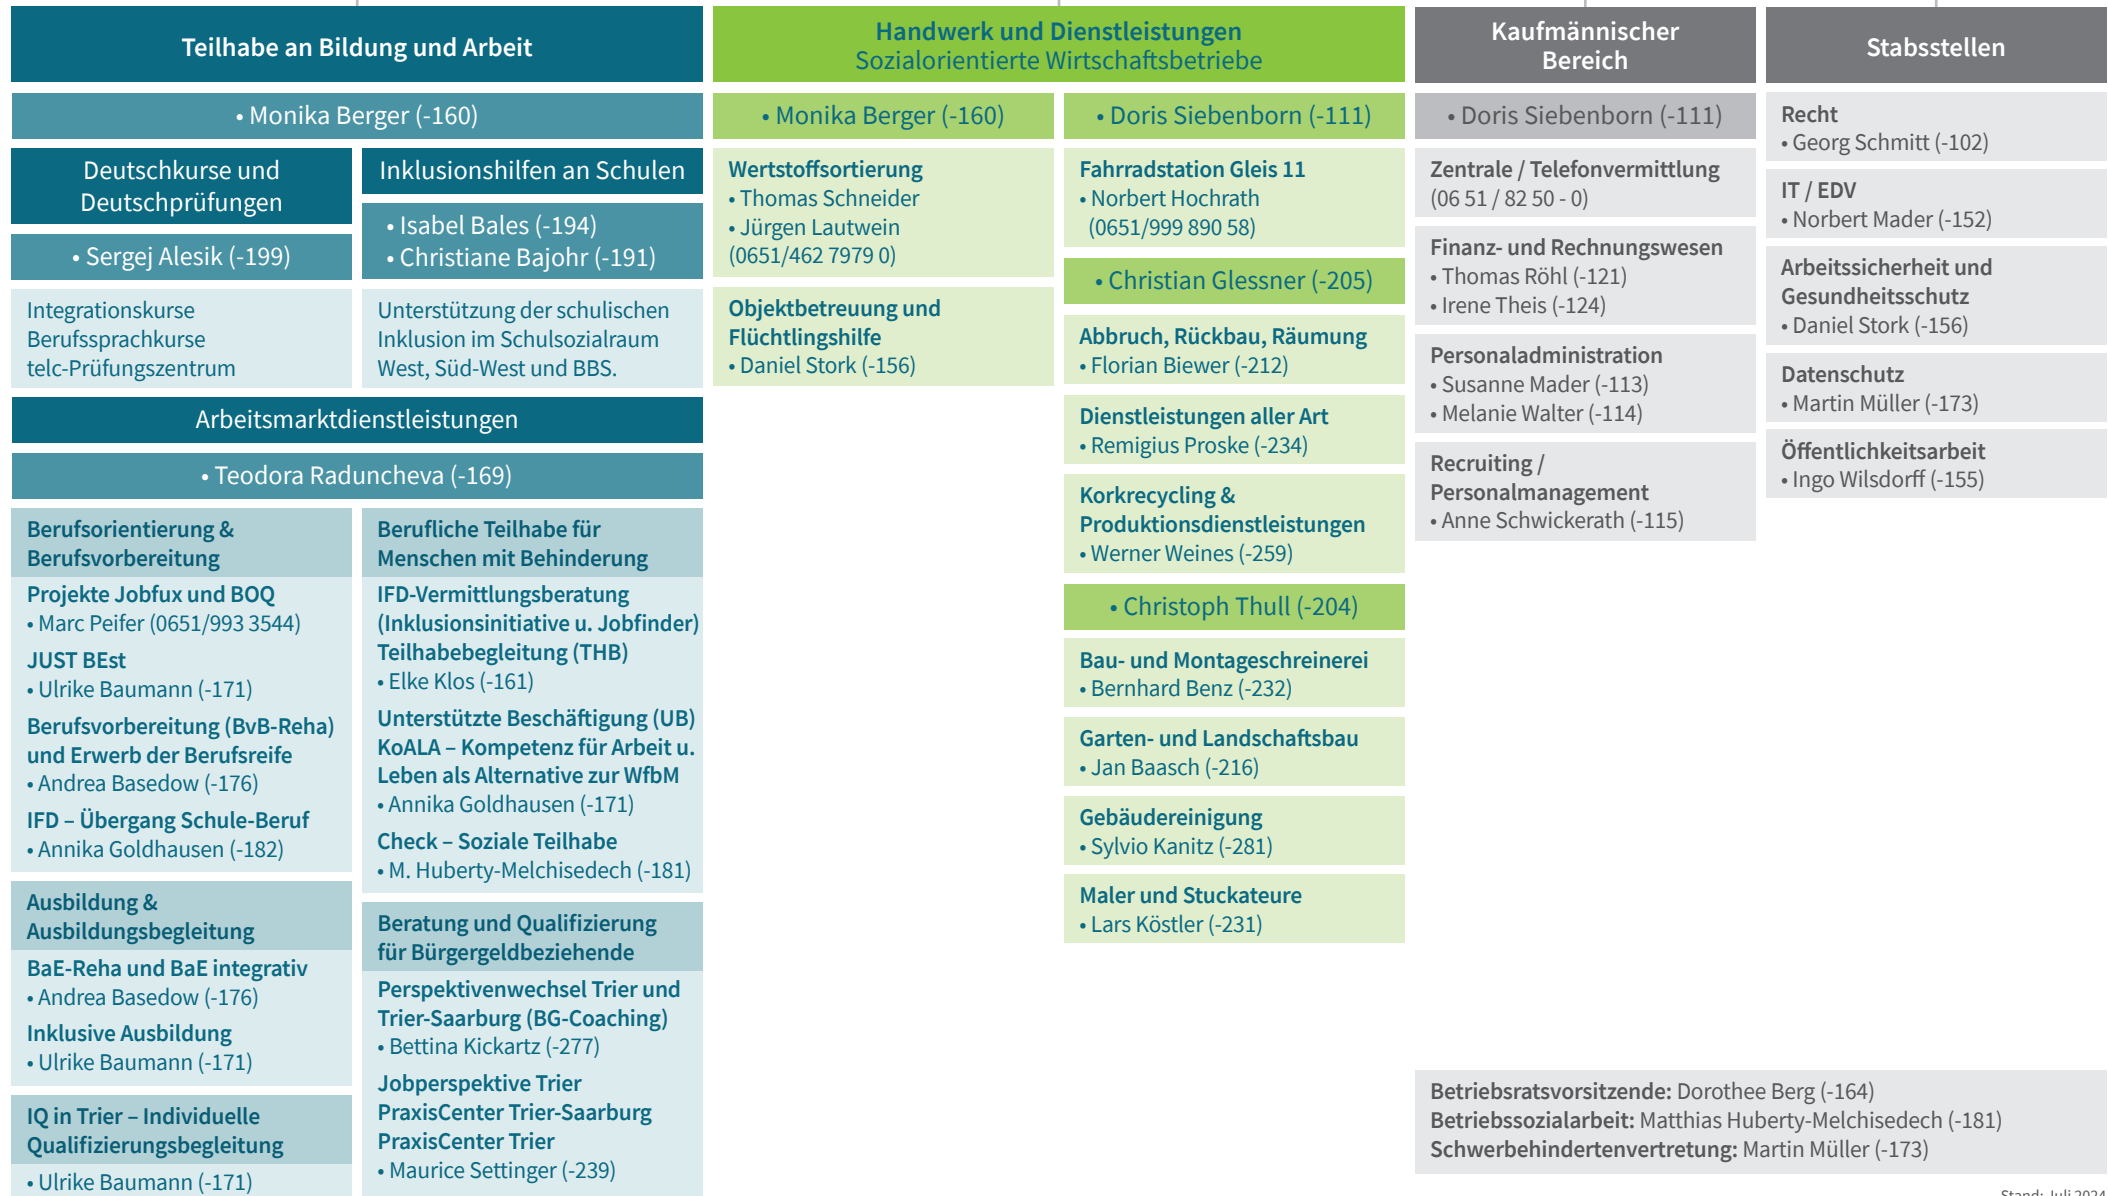 Teilhabe an Bildung und Arbeit
• Monika Berger (-160)
Deutschkurse und
Deutschprüfungen
• Sergej Alesik (-199)
Integrationskurse
Berufssprachkurse
telc-Prüfungszentrum
Inklusionshilfen an Schulen
• Isabel Bales (-194)
• Christiane Bajohr (-191)
Unterstützung der schulischen
Inklusion im Schulsozialraum
West, Süd-West und BBS.
Arbeitsmarktdienstleistungen
• Teodora Raduncheva (-169)
Berufsorientierung &
Berufsvorbereitung
Projekte Jobfux und BOQ
• Marc Peifer (0651/993 3544)
JUST BEst
• Ulrike Baumann (-171)
Berufsvorbereitung (BvB-Reha)
und Erwerb der Berufsreife
• Andrea Basedow (-176)
IFD – Übergang Schule-Beruf
• Annika Goldhausen (-182)
Ausbildung &
Ausbildungsbegleitung
BaE-Reha und BaE integrativ
• Andrea Basedow (-176)
Inklusive Ausbildung
• Ulrike Baumann (-171)
IQ in Trier – Individuelle
Qualifizierungsbegleitung
• Ulrike Baumann (-171)
Berufliche Teilhabe für
Menschen mit Behinderung
IFD-Vermittlungsberatung
(Inklusionsinitiative u. Jobfinder)
Teilhabebegleitung (THB)
• Elke Klos (-161)
Unterstützte Beschäftigung (UB)
KoALA – Kompetenz für Arbeit u.
Leben als Alternative zur WfbM
• Annika Goldhausen (-171)
Check – Soziale Teilhabe
• M. Huberty-Melchisedech (-181)
Beratung und Qualifizierung
für Bürgergeldbeziehende
Perspektivenwechsel Trier und
Trier-Saarburg (BG-Coaching)
• Bettina Kickartz (-277)
Jobperspektive Trier
PraxisCenter Trier-Saarburg
PraxisCenter Trier
• Maurice Settinger (-239)
Handwerk und Dienstleistungen
Sozialorientierte Wirtschaftsbetriebe
• Monika Berger (-160)
Wertstoffsortierung
• Thomas Schneider
• Jürgen Lautwein
(0651/462 7979 0)
Objektbetreuung und
Flüchtlingshilfe
• Daniel Stork (-156)
• Doris Siebenborn (-111)
Fahrradstation Gleis 11
• Norbert Hochrath
(0651/999 890 58)
• Christian Glessner (-205)
Abbruch, Rückbau, Räumung
• Florian Biewer (-212)
Dienstleistungen aller Art
• Remigius Proske (-234)
Korkrecycling &
Produktionsdienstleistungen
• Werner Weines (-259)
• Christoph Thull (-204)
Bau- und Montageschreinerei
• Bernhard Benz (-232)
Garten- und Landschaftsbau
• Jan Baasch (-216)
Gebäudereinigung
• Sylvio Kanitz (-281)
Maler und Stuckateure
• Lars Köstler (-231)
Kaufmännischer
Bereich
• Doris Siebenborn (-111)
Zentrale / Telefonvermittlung
(06 51 / 82 50 - 0)
Finanz- und Rechnungswesen
• Thomas Röhl (-121)
• Irene Theis (-124)
Personaladministration
• Susanne Mader (-113)
• Melanie Walter (-114)
Recruiting /
Personalmanagement
• Anne Schwickerath (-115)
Stabsstellen
Recht
• Georg Schmitt (-102)
IT / EDV
• Norbert Mader (-152)
Arbeitssicherheit und
Gesundheitsschutz
• Daniel Stork (-156)
Datenschutz
• Martin Müller (-173)
Öffentlichkeitsarbeit
• Ingo Wilsdorff (-155)
Betriebsratsvorsitzende: Dorothee Berg (-164)
Betriebssozialarbeit: Matthias Huberty-Melchisedech (-181)
Schwerbehindertenvertretung: Martin Müller (-173)
Stand: Juli 2024